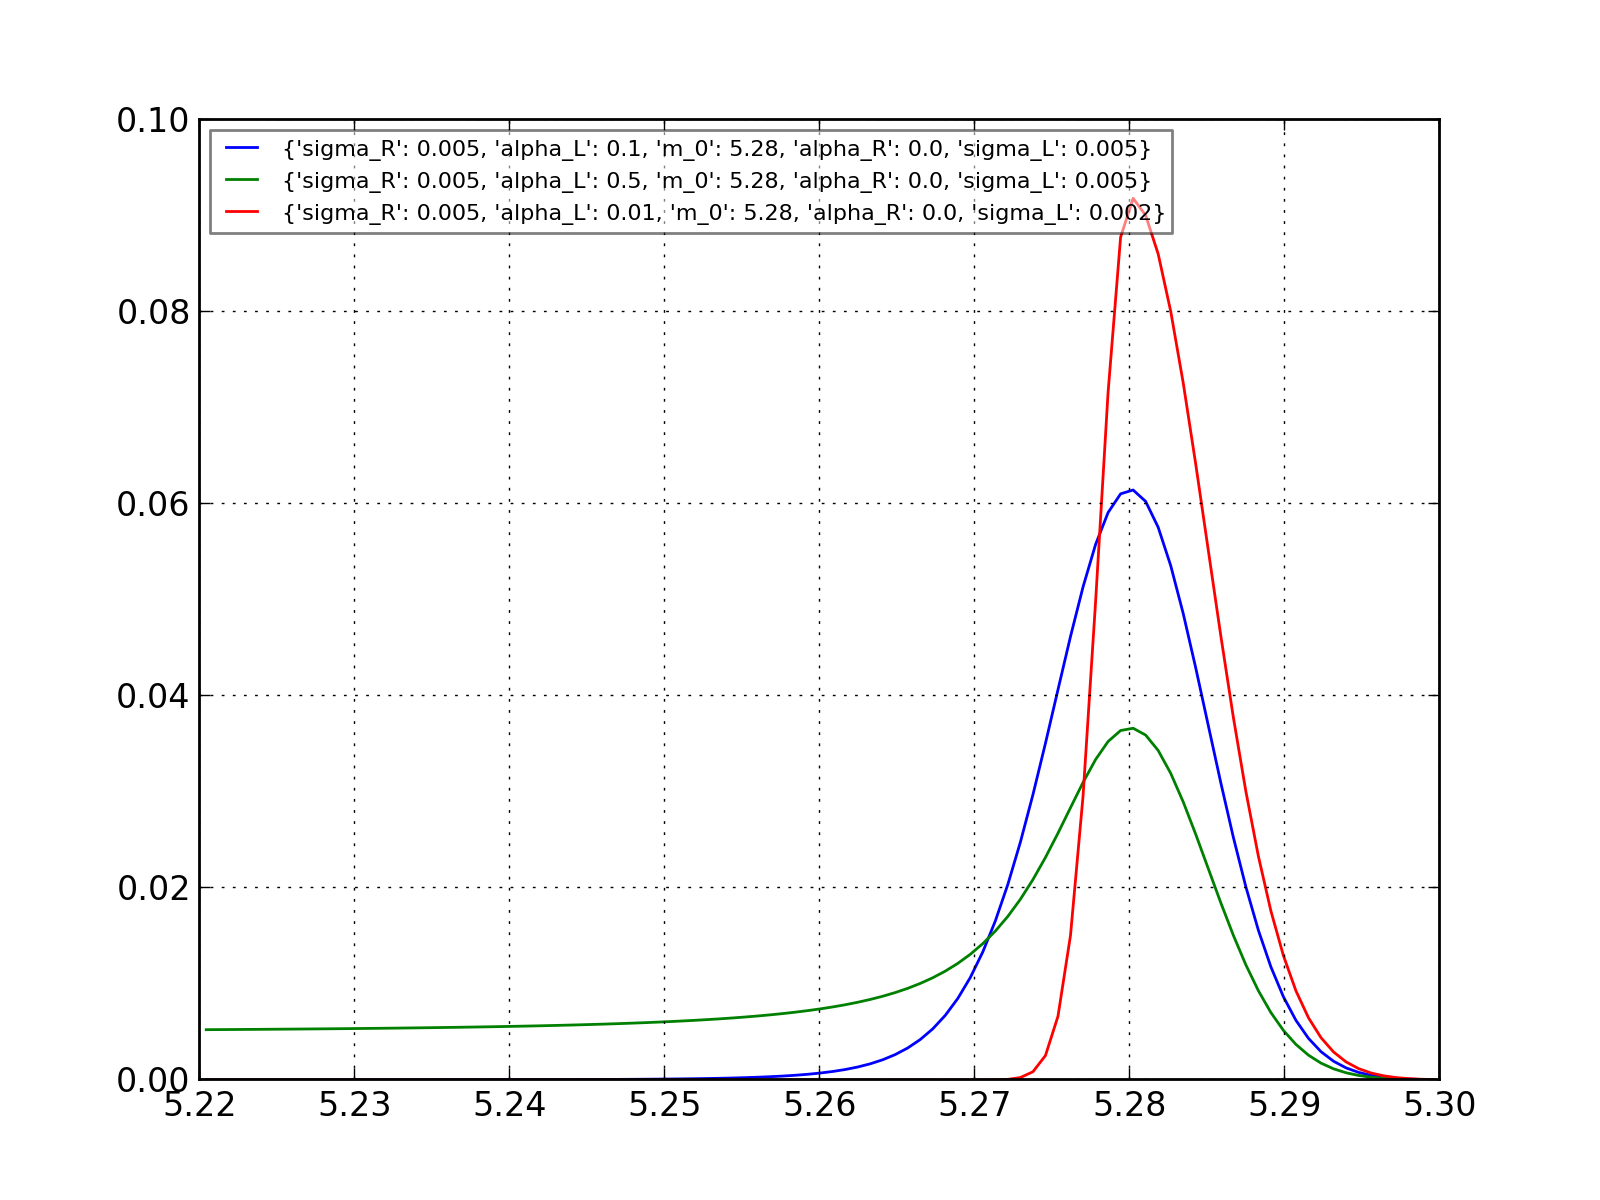 0.10
{'sigma_R': 0.005, 'alpha_L': 0.1, 'm_0': 5.28, 'alpha_R': 0.0, 'sigma_L': 0.005}
{'sigma_R': 0.005, 'alpha_L': 0.5, 'm_0': 5.28, 'alpha_R': 0.0, 'sigma_L': 0.005}
{'sigma_R': 0.005, 'alpha_L': 0.01, 'm_0': 5.28, 'alpha_R': 0.0, 'sigma_L': 0.002}
0.08
0.06
0.04
0.02
0.00
5.22 5.23 5.24 5.25 5.26 5.27 5.28 5.29 5.30